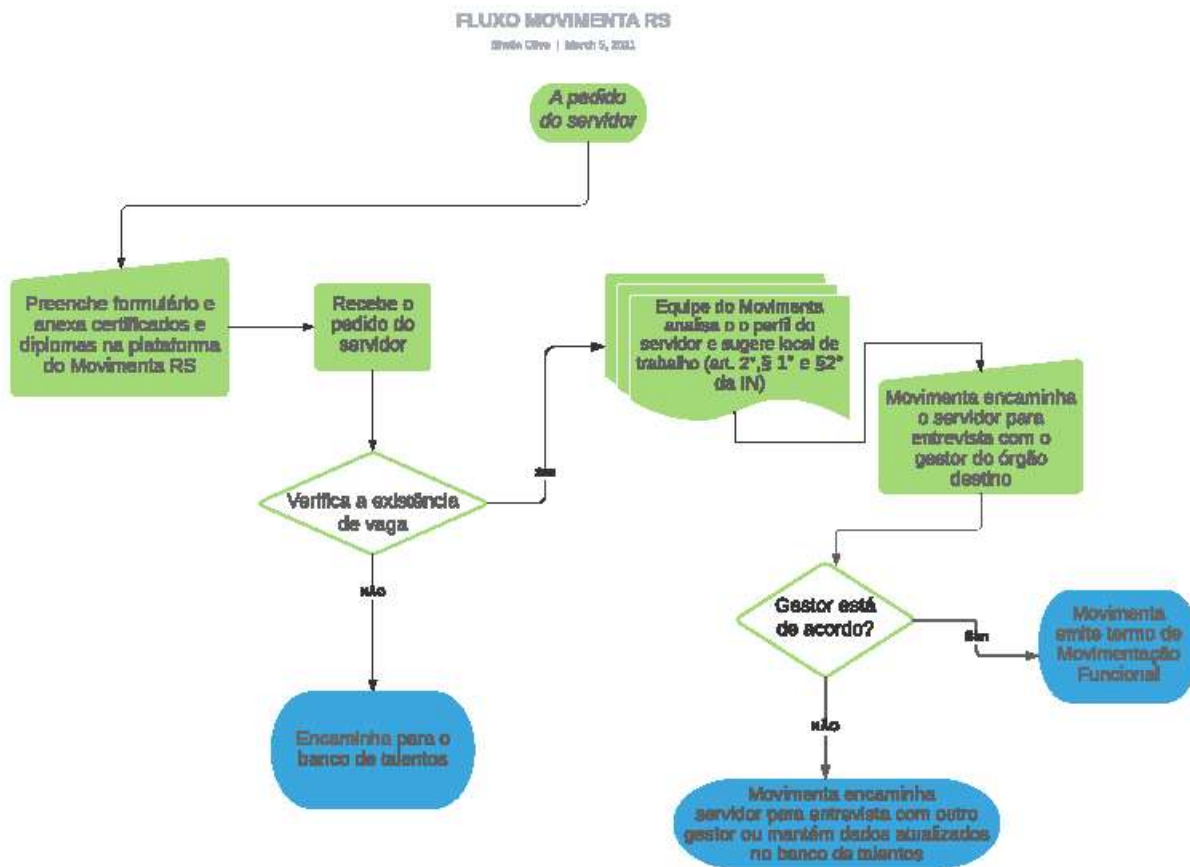 FLUXO MOVIMENTA RS
March 5, 2021
A pedido
do servidor
Preenche formulário e
anexa certificados e
diplomas na plataforma
do Movimenta RS
Recebe o
pedido do
servidor
Equipe do Movimenta
analisa o o perfil do
servidor e sugere local de
trabalho (art. 2°,§ 1° e §2°
da IN)
Movimenta encaminha
o servidor para
entrevista com o
gestor do órgão
destino
Verifica a existência
de vaga
Sim
NÃO
Encaminha para o
banco de talentos
Gestor está
de acordo?
Sim
NÃO
Movimenta
emite termo de
Movimentação
Funcional
Movimenta encaminha
servidor para entrevista com outro
gestor ou mantém dados atualizados
no banco de talentos